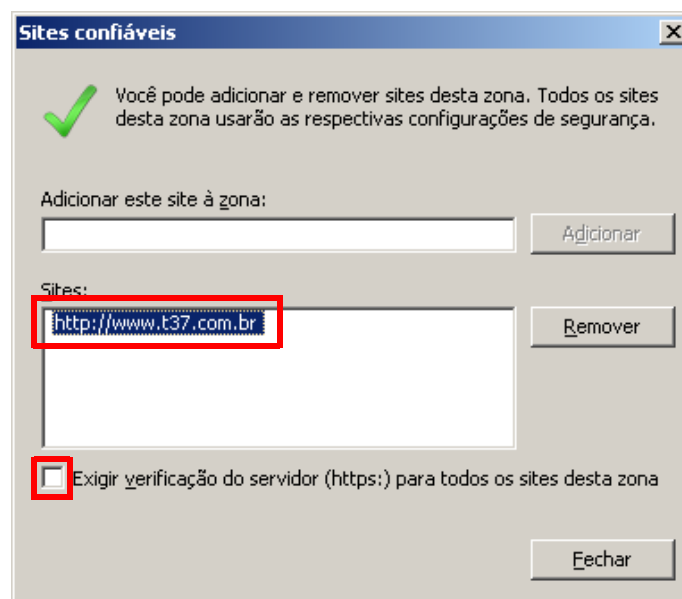 Sites confiáveis
Você pode adicionar e remover sites desta zona. Todos os sites
desta zona usarão as respectivas configurações de segurança.
Adicionar este site à zona:
Adicionar
Sites:
http://www.t37.com.br
Remover
Exigir verificação do servidor (https:) para todos os sites desta zona
Fechar